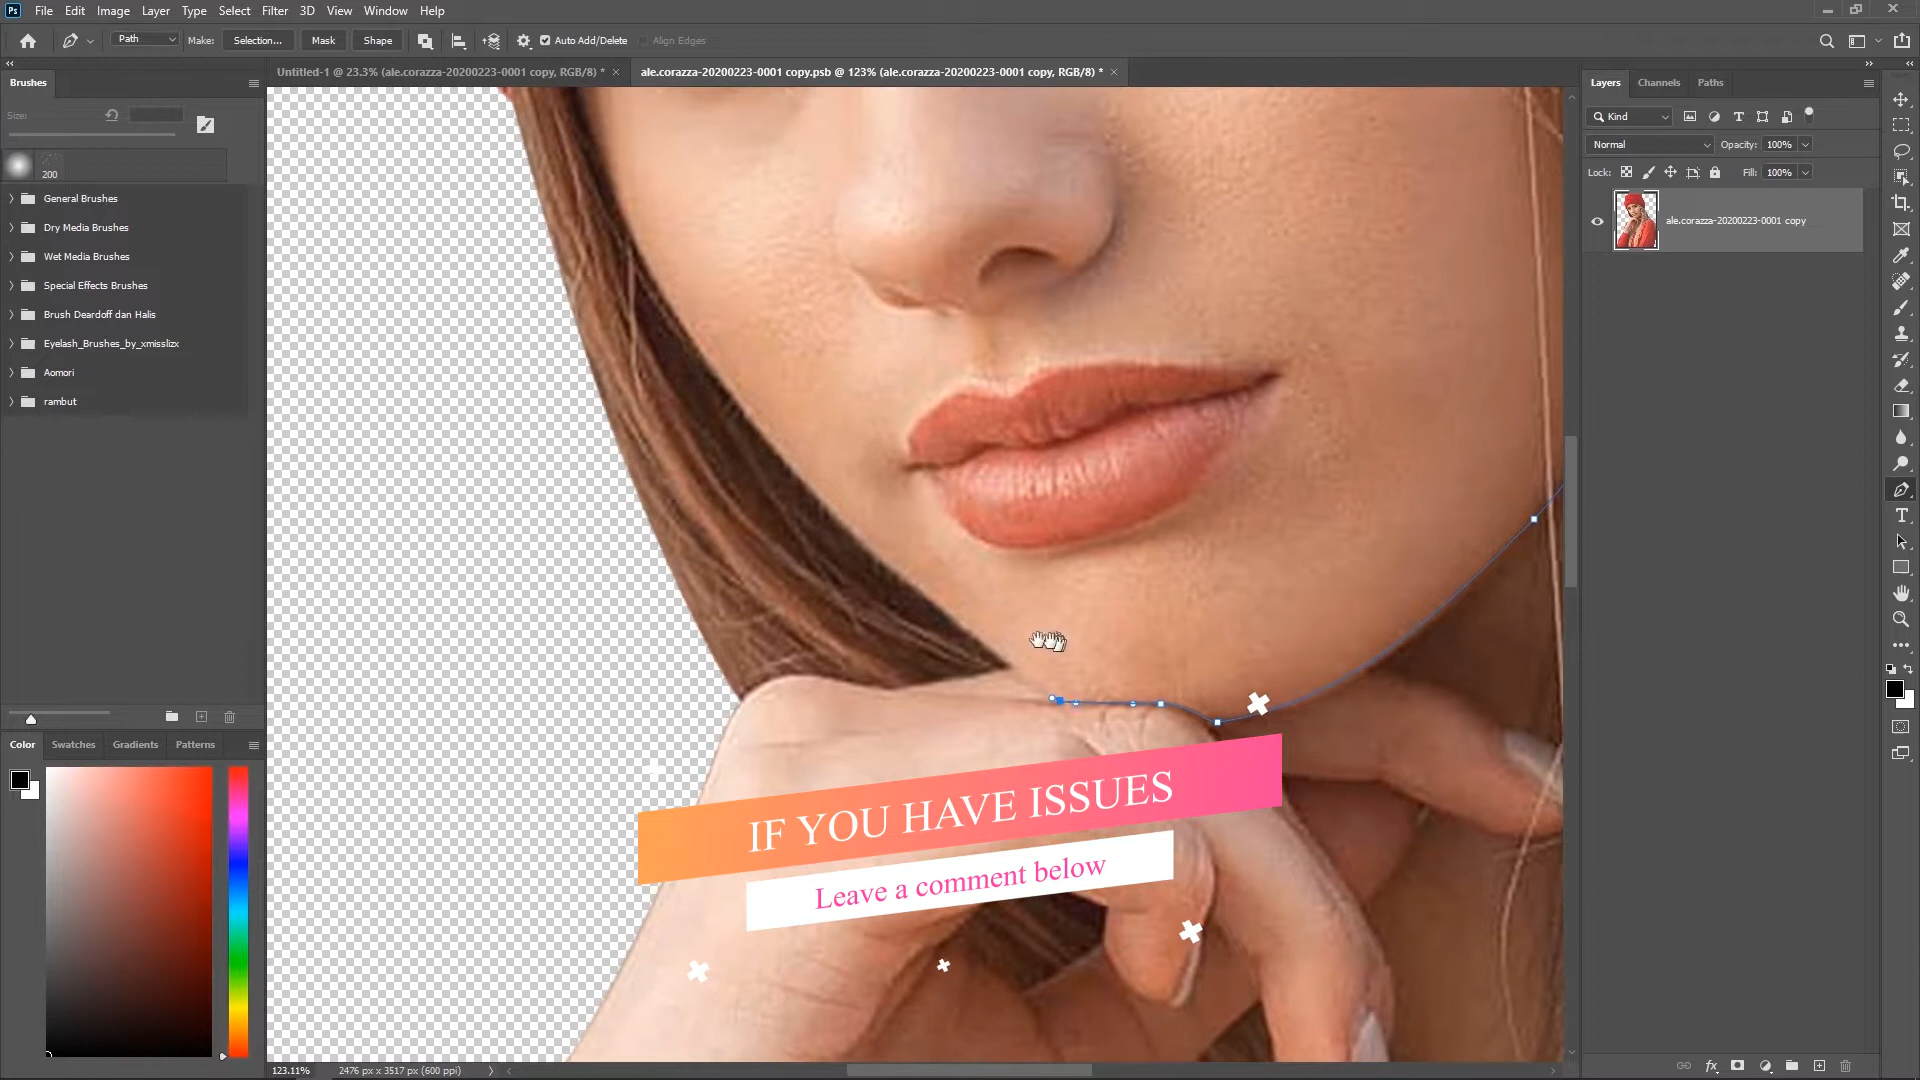 Ps File Edit Image Layer Type Select Filter 3D View Window Help
Path Make: Selection... Mask Shape Auto Add/Delete Align Edges
Untitled-1 @ 23.3% (ale.corazza-20200223-0001 copy, RGB/8) * × ale.corazza-20200223-0001 copy.psb @ 123% (ale.corazza-20200223-0001 copy, RGB/8) * ×
Brushes
Size:
200
General Brushes
Dry Media Brushes
Wet Media Brushes
Special Effects Brushes
Brush Deardoff dan Halis
Eyelash_Brushes_by_xmisslizx
Aomori
rambut
Color Swatches Gradients Patterns
IF YOU HAVE ISSUES
Leave a comment below
123.11% 2476 px x 3517 px (600 ppi)
Layers Channels Paths
Kind
Normal Opacity: 100%
Lock: Fill: 100%
ale.corazza-20200223-0001 copy
fx